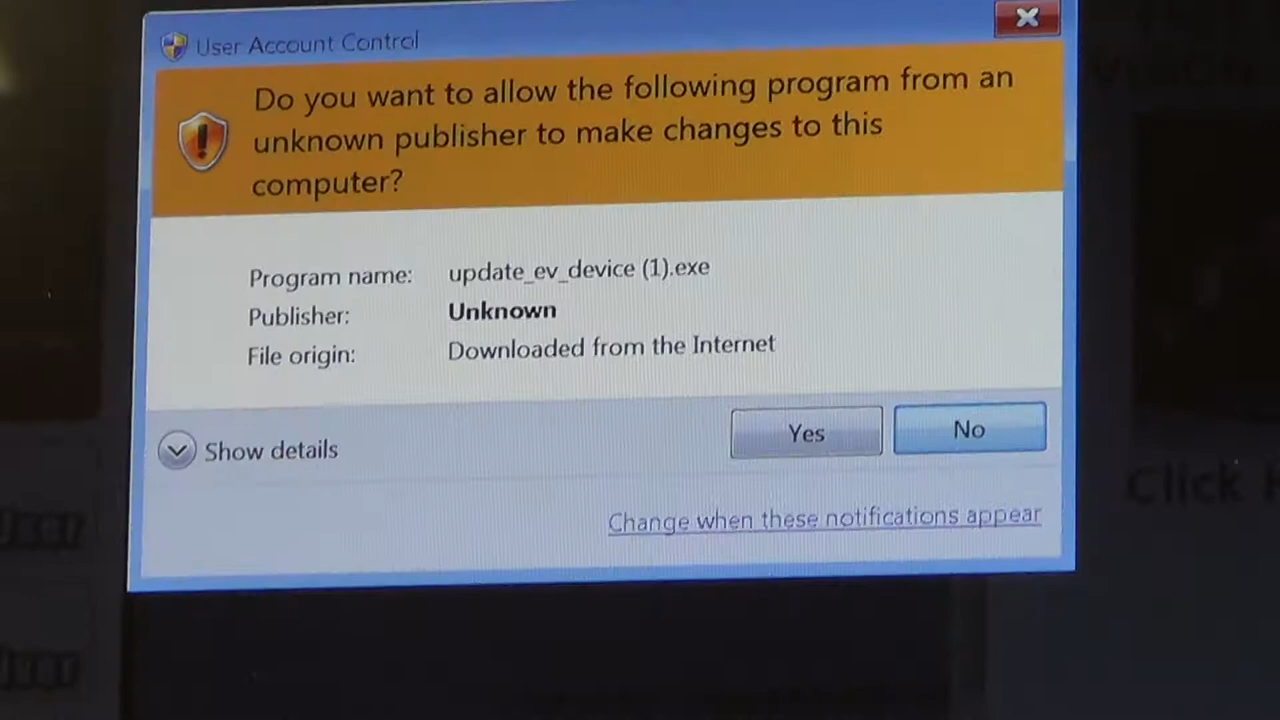 User Account Control
Do you want to allow the following program from an
unknown publisher to make changes to this
computer?
Program name: update_ev_device (1).exe
Publisher: Unknown
File origin: Downloaded from the Internet
Show details
Yes
No
Change when these notifications appear
Click